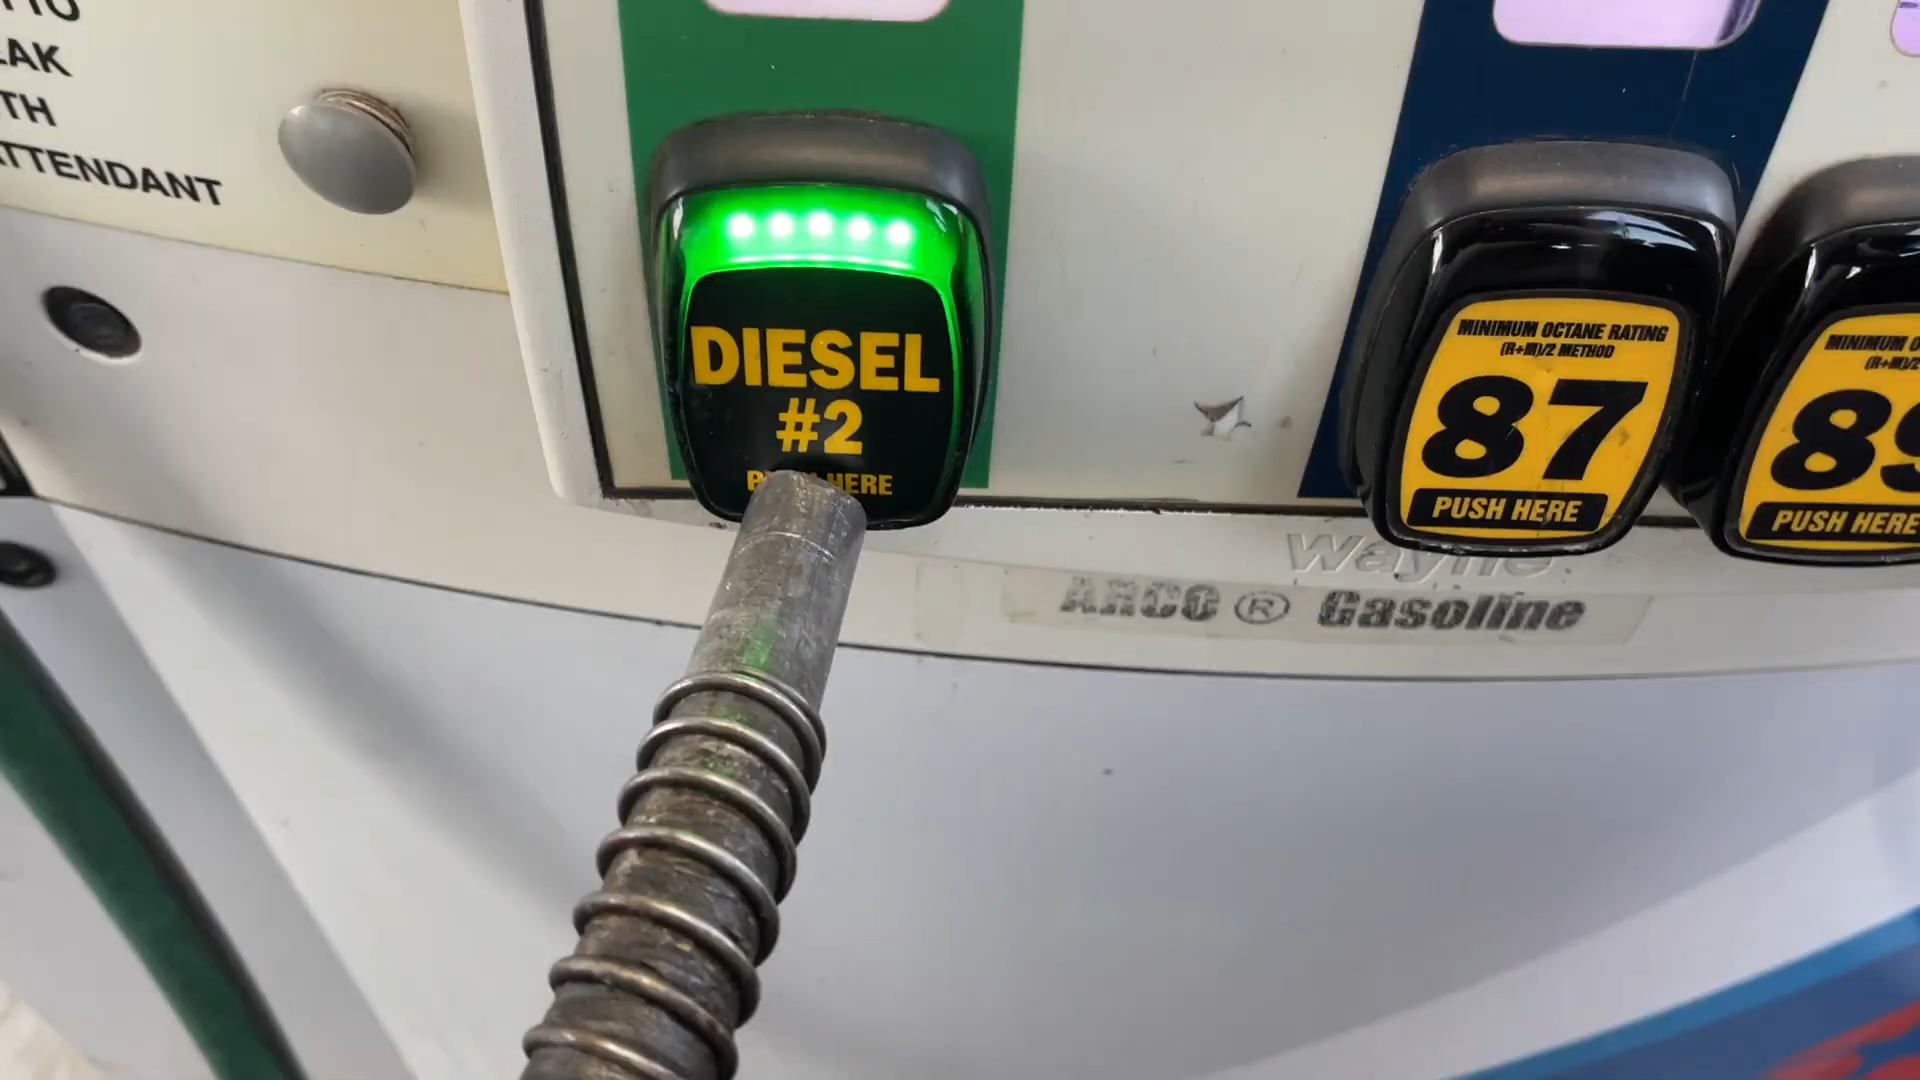 TH
ATTENDANT
DIESEL
#2
HERE
MINIMUM OCTANE RATING
(R+M)/2 METHOD
87
PUSH HERE
MINIMUM
89
PUSH HERE
Wayne
ARCO ® Gasoline